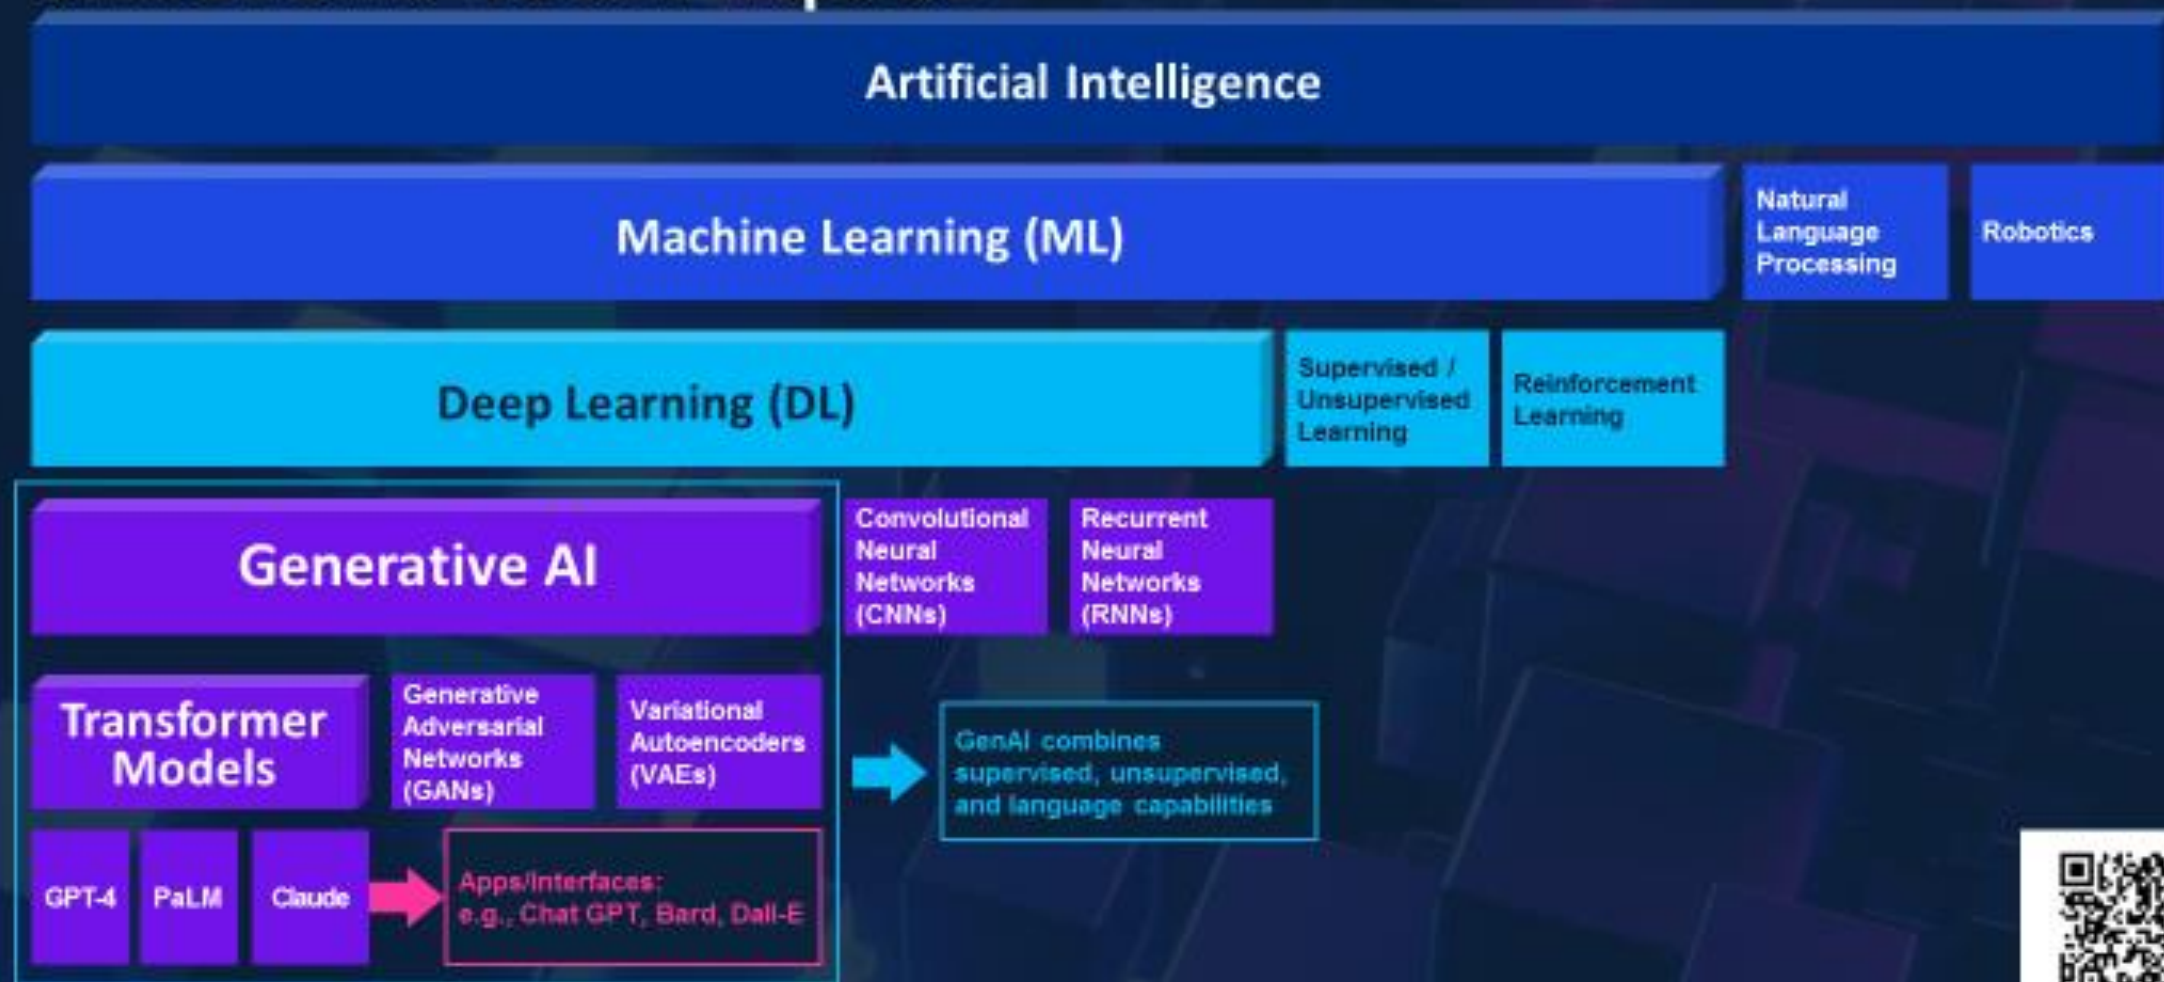 Artificial Intelligence
Machine Learning (ML)
Natural
Language
Processing
Robotics
Deep Learning (DL)
Supervised /
Unsupervised
Learning
Reinforcement
Learning
Generative AI
Convolutional
Neural
Networks
(CNNs)
Recurrent
Neural
Networks
(RNNs)
Transformer
Models
Generative
Adversarial
Networks
(GANs)
Variational
Autoencoders
(VAEs)
GenAI combines
supervised, unsupervised,
and language capabilities
GPT-4
PaLM
Claude
Apps/Interfaces:
e.g., Chat GPT, Bard, Dall-E